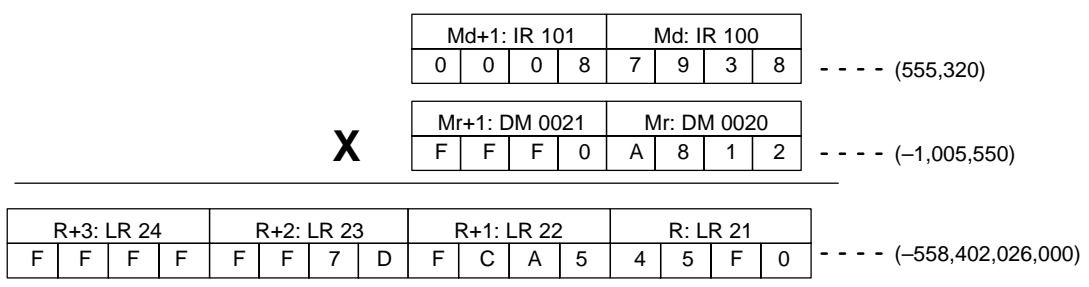 Md+1: IR 101 Md: IR 100
0 0 0 8 7 9 3 8 - - - - (555,320)
Mr+1: DM 0021 Mr: DM 0020
X F F F 0 A 8 1 2 - - - - (–1,005,550)
R+3: LR 24 R+2: LR 23 R+1: LR 22 R: LR 21
F F F F F F 7 D F C A 5 4 5 F 0 - - - - (–558,402,026,000)